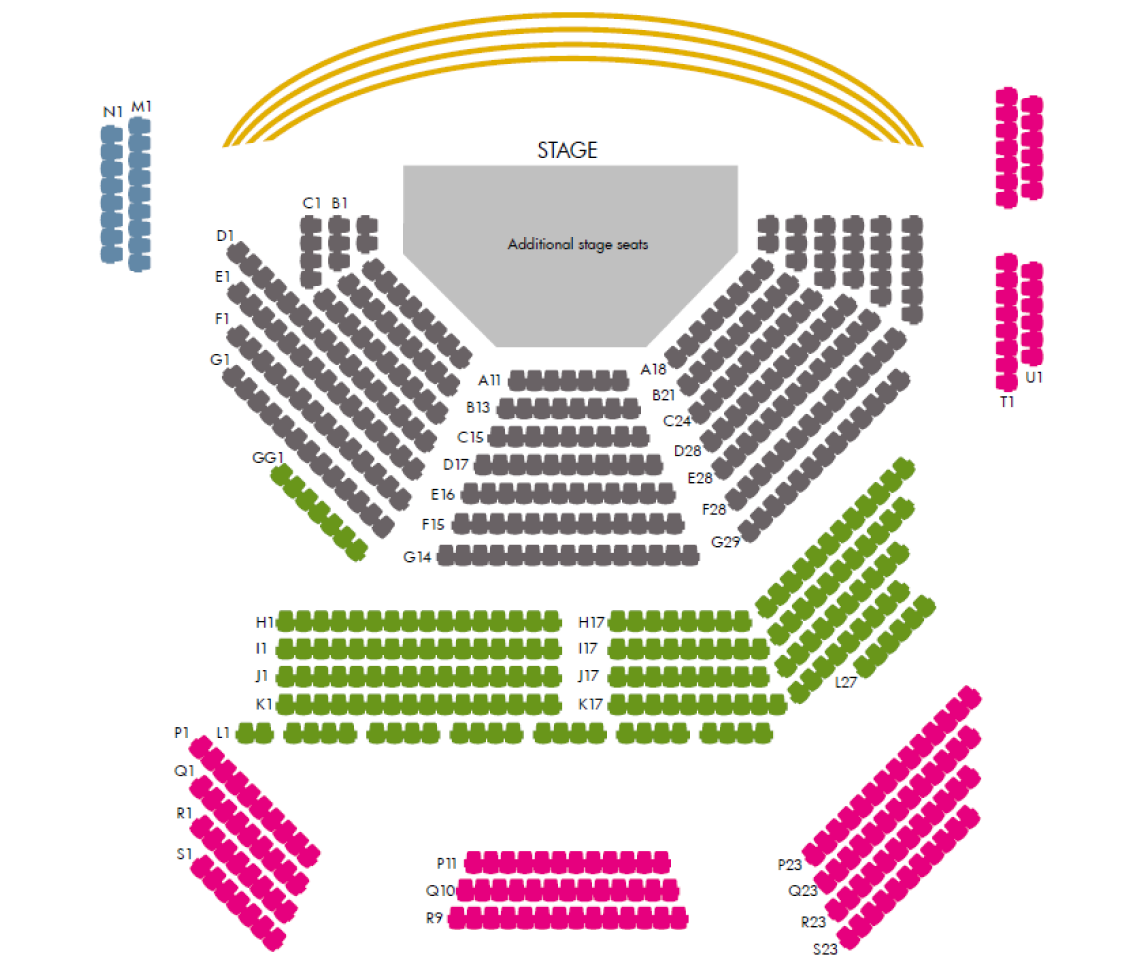 N1 M1
STAGE
C1 B1
D1
Additional stage seats
E1
F1
G1
A18
A11
U1
B21
T1
B13
C24
C15
D28
GG1
D17
E28
E16
F28
F15
G29
G14
H1
H17
I1
I17
J1
J17
L27
K1
K17
P1 L1
Q1
R1
S1
P11
P23
Q10
Q23
R9
R23
S23